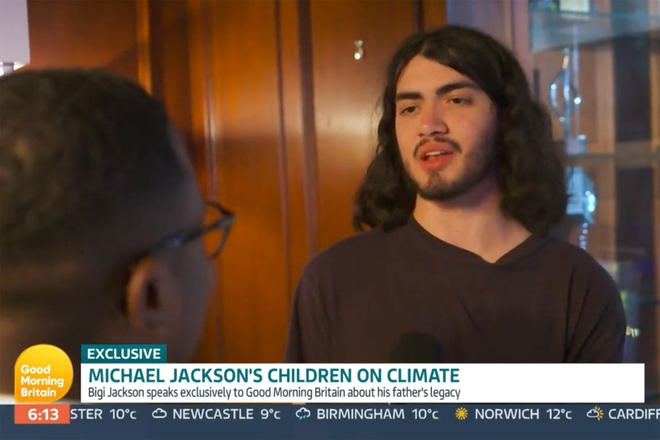 EXCLUSIVE
MICHAEL JACKSON'S CHILDREN ON CLIMATE
Bigi Jackson speaks exclusively to Good Morning Britain about his father's legacy
Good
Morning
Britain
6:13 STER 10°c NEWCASTLE 9°c BIRMINGHAM 10°c NORWICH 12°c CARDIFF